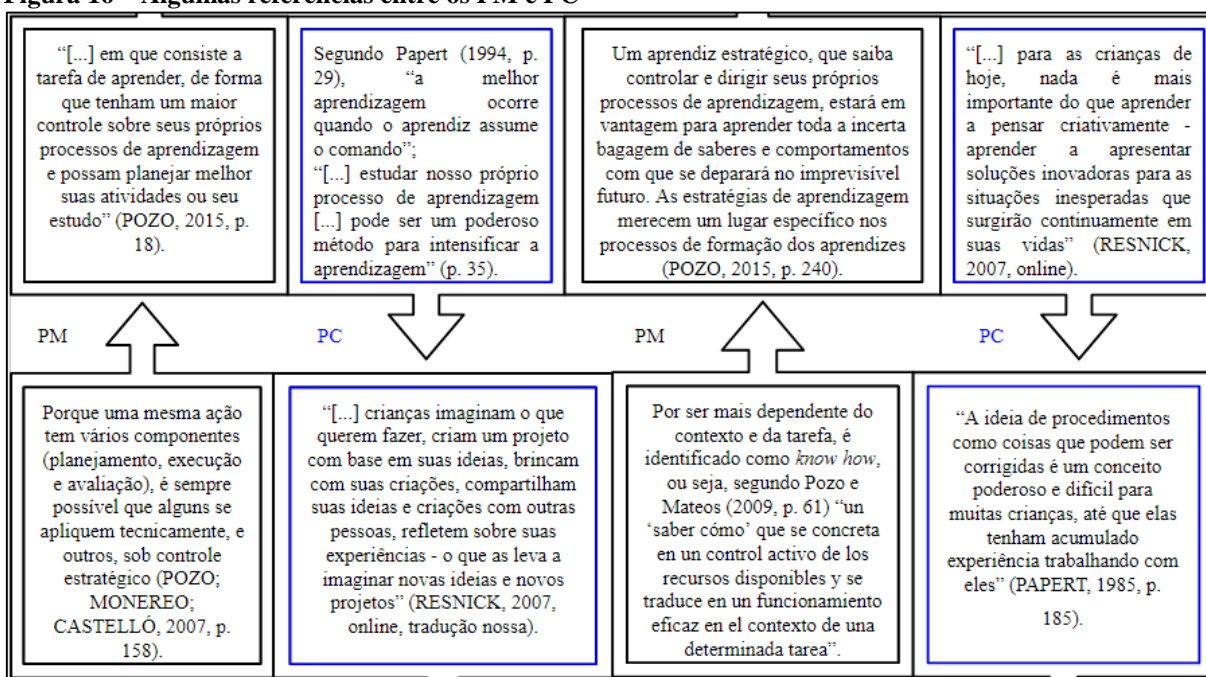 Figura 16 – Algumas referências entre os PM e PC
“[...] em que consiste a
tarefa de aprender, de forma
que tenham um maior
controle sobre seus próprios
processos de aprendizagem
e possam planejar melhor
suas atividades ou seu
estudo” (POZO, 2015, p.
18).
Segundo Papert (1994, p.
29), “a melhor
aprendizagem ocorre
quando o aprendiz assume
o comando”;
“[...] estudar nosso próprio
processo de aprendizagem
[...] pode ser um poderoso
método para intensificar a
aprendizagem” (p. 35).
Um aprendiz estratégico, que saiba
controlar e dirigir seus próprios
processos de aprendizagem, estará em
vantagem para aprender toda a incerta
bagagem de saberes e comportamentos
com que se deparará no imprevisível
futuro. As estratégias de aprendizagem
merecem um lugar específico nos
processos de formação dos aprendizes
(POZO, 2015, p. 240).
“[...] para as crianças de
hoje, nada é mais
importante do que aprender
a pensar criativamente -
aprender a apresentar
soluções inovadoras para as
situações inesperadas que
surgirão continuamente em
suas vidas” (RESNICK,
2007, online).
PM
PC
PM
PC
Porque uma mesma ação
tem vários componentes
(planejamento, execução
e avaliação), é sempre
possível que alguns se
apliquem tecnicamente, e
outros, sob controle
estratégico (POZO;
MONEREO;
CASTELLÓ, 2007, p.
158).
“[...] crianças imaginam o que
querem fazer, criam um projeto
com base em suas ideias, brincam
com suas criações, compartilham
suas ideias e criações com outras
pessoas, refletem sobre suas
experiências - o que as leva a
imaginar novas ideias e novos
projetos” (RESNICK, 2007,
online, tradução nossa).
Por ser mais dependente do
contexto e da tarefa, é
identificado como know how,
ou seja, segundo Pozo e
Mateos (2009, p. 61) “un
‘saber cómo’ que se concreta
en un control activo de los
recursos disponibles y se
traduce en un funcionamiento
eficaz en el contexto de una
determinada tarea”.
“A ideia de procedimentos
como coisas que podem ser
corrigidas é um conceito
poderoso e difícil para
muitas crianças, até que elas
tenham acumulado
experiência trabalhando com
eles” (PAPERT, 1985, p.
185).